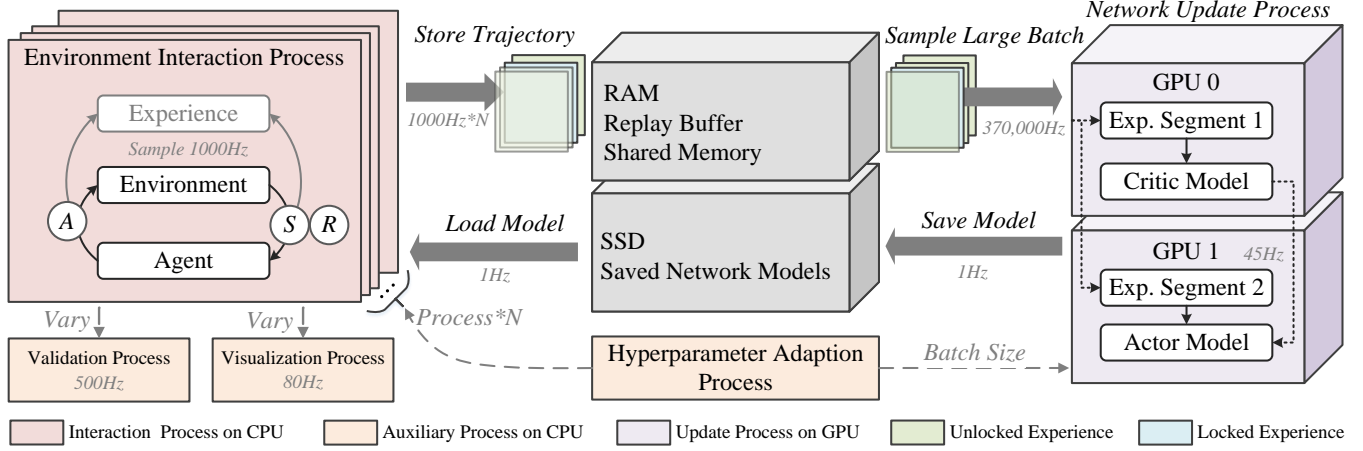 Environment Interaction Process
Experience
Sample 1000Hz
Environment
A
S
R
Agent
...
Vary
Vary
Validation Process
500Hz
Visualization Process
80Hz
Store Trajectory
1000Hz*N
RAM
Replay Buffer
Shared Memory
Sample Large Batch
370,000Hz
Load Model
1Hz
SSD
Saved Network Models
Save Model
1Hz
Process*N
Hyperparameter Adaption
Process
Batch Size
Network Update Process
GPU 0
Exp. Segment 1
Critic Model
GPU 1
45Hz
Exp. Segment 2
Actor Model
Interaction Process on CPU
Auxiliary Process on CPU
Update Process on GPU
Unlocked Experience
Locked Experience